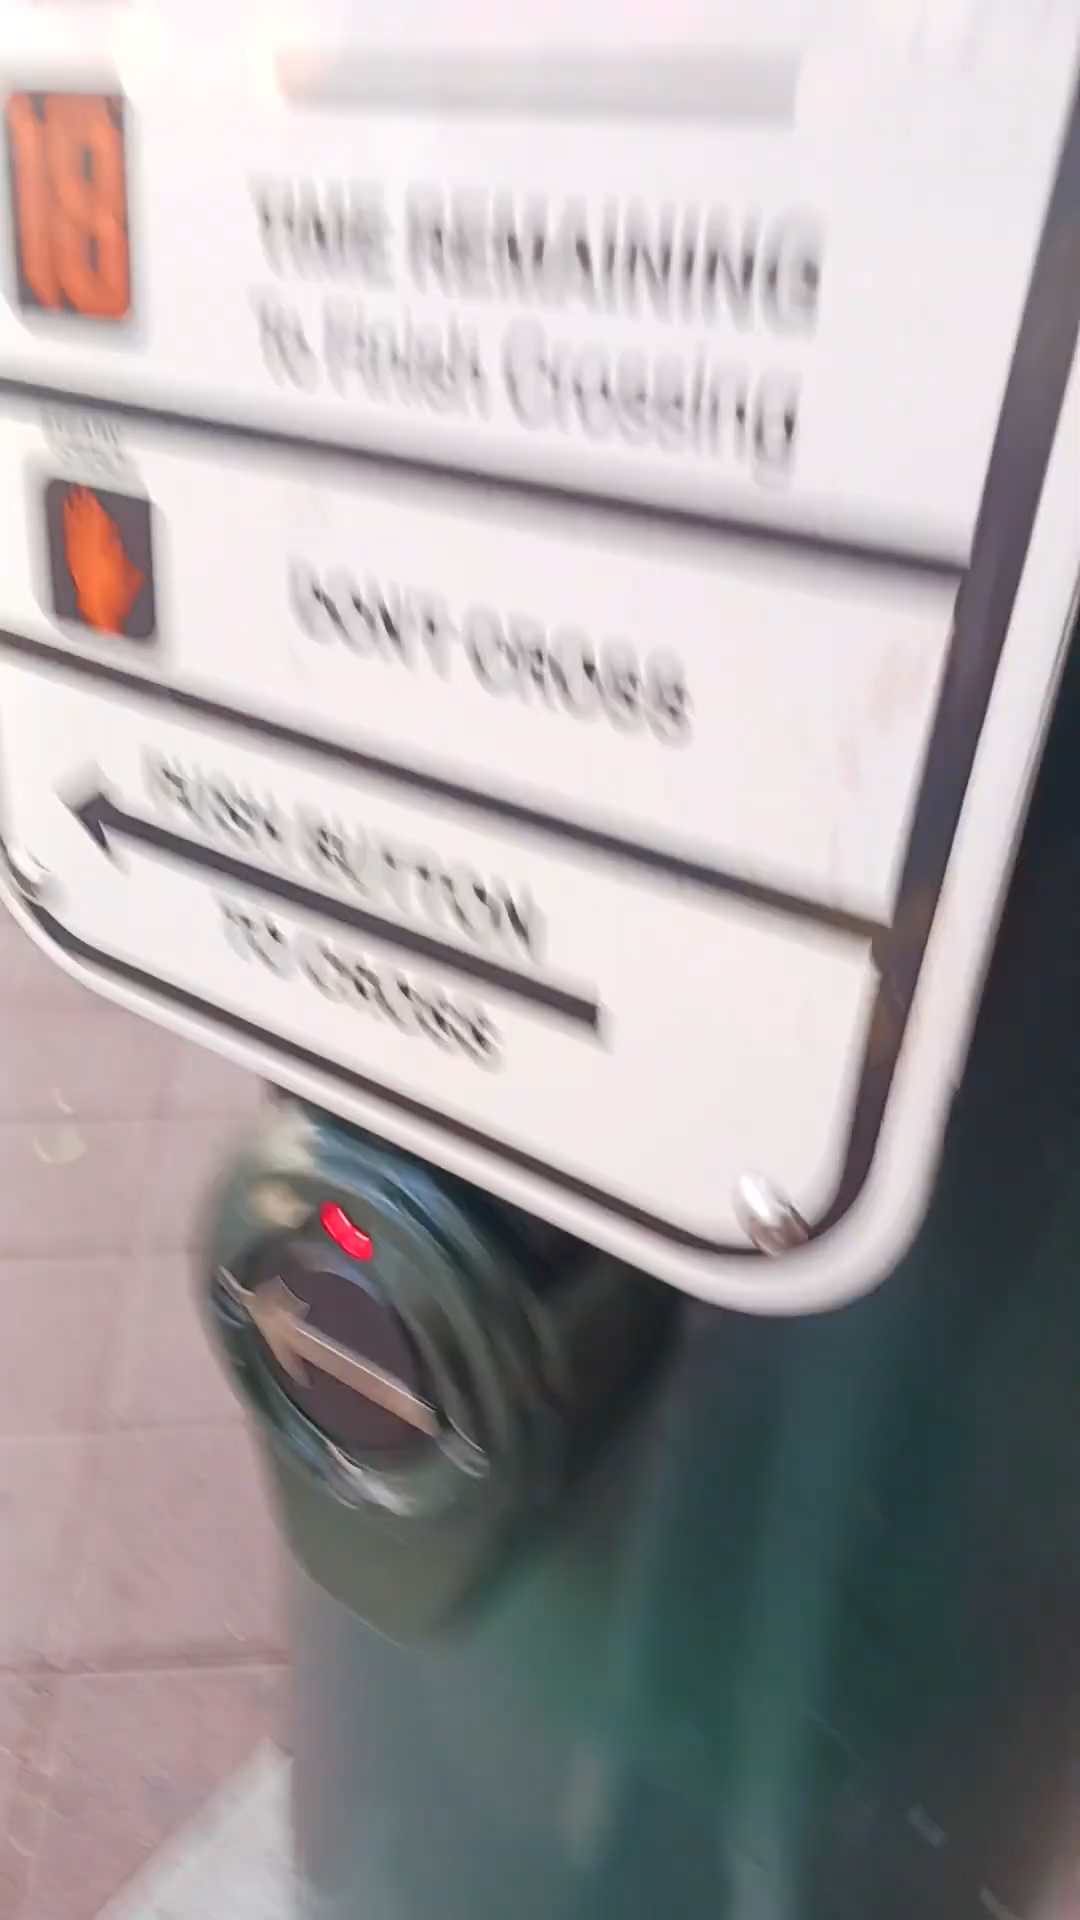 18
TIME REMAINING
To Finish Crossing
DON'T CROSS
PUSH BUTTON
TO CROSS